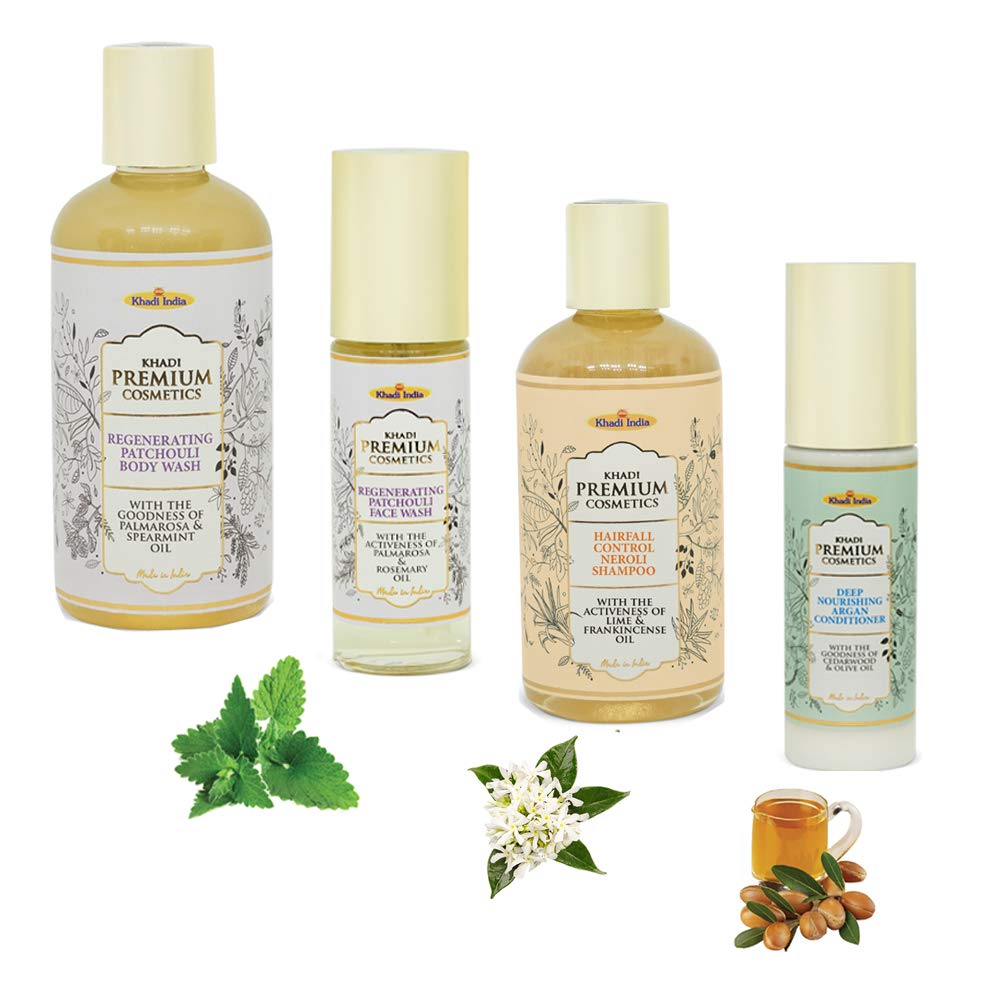 Khadi India
KHADI
PREMIUM
COSMETICS
REGENERATING
PATCHOULI
BODY WASH
WITH THE
GOODNESS OF
PALMAROSA &
SPEARMINT
OIL
Made in India
Khadi India
KHADI
PREMIUM
COSMETICS
REGENERATING
PATCHOULI
FACE WASH
WITH THE
ACTIVENESS OF
PALMAROSA
&
ROSEMARY
OIL
Made in India
Khadi India
KHADI
PREMIUM
COSMETICS
HAIRFALL
CONTROL
NEROLI
SHAMPOO
WITH THE
ACTIVENESS OF
LIME &
FRANKINCENSE
OIL
Made in India
Khadi India
KHADI
PREMIUM
COSMETICS
DEEP
NOURISHING
ARGAN
CONDITIONER
WITH THE
GOODNESS OF
CEDARWOOD
& OLIVE OIL
Made in India